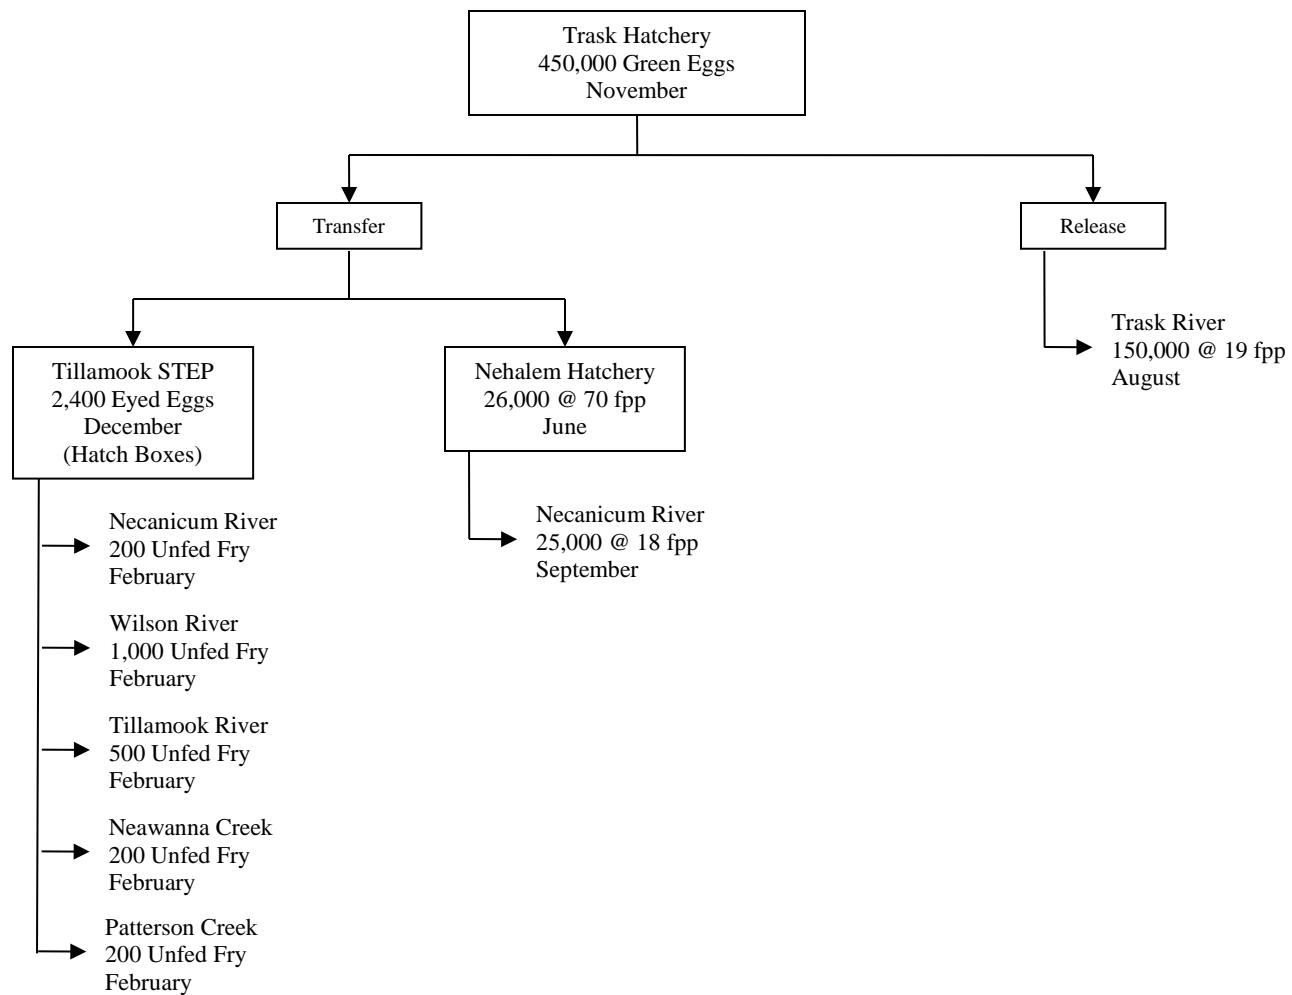 Trask Hatchery
450,000 Green Eggs
November
Transfer
Release
Tillamook STEP
2,400 Eyed Eggs
December
(Hatch Boxes)
Nehalem Hatchery
26,000 @ 70 fpp
June
Trask River
150,000 @ 19 fpp
August
Necanicum River
200 Unfed Fry
February
Necanicum River
25,000 @ 18 fpp
September
Wilson River
1,000 Unfed Fry
February
Tillamook River
500 Unfed Fry
February
Neawanna Creek
200 Unfed Fry
February
Patterson Creek
200 Unfed Fry
February